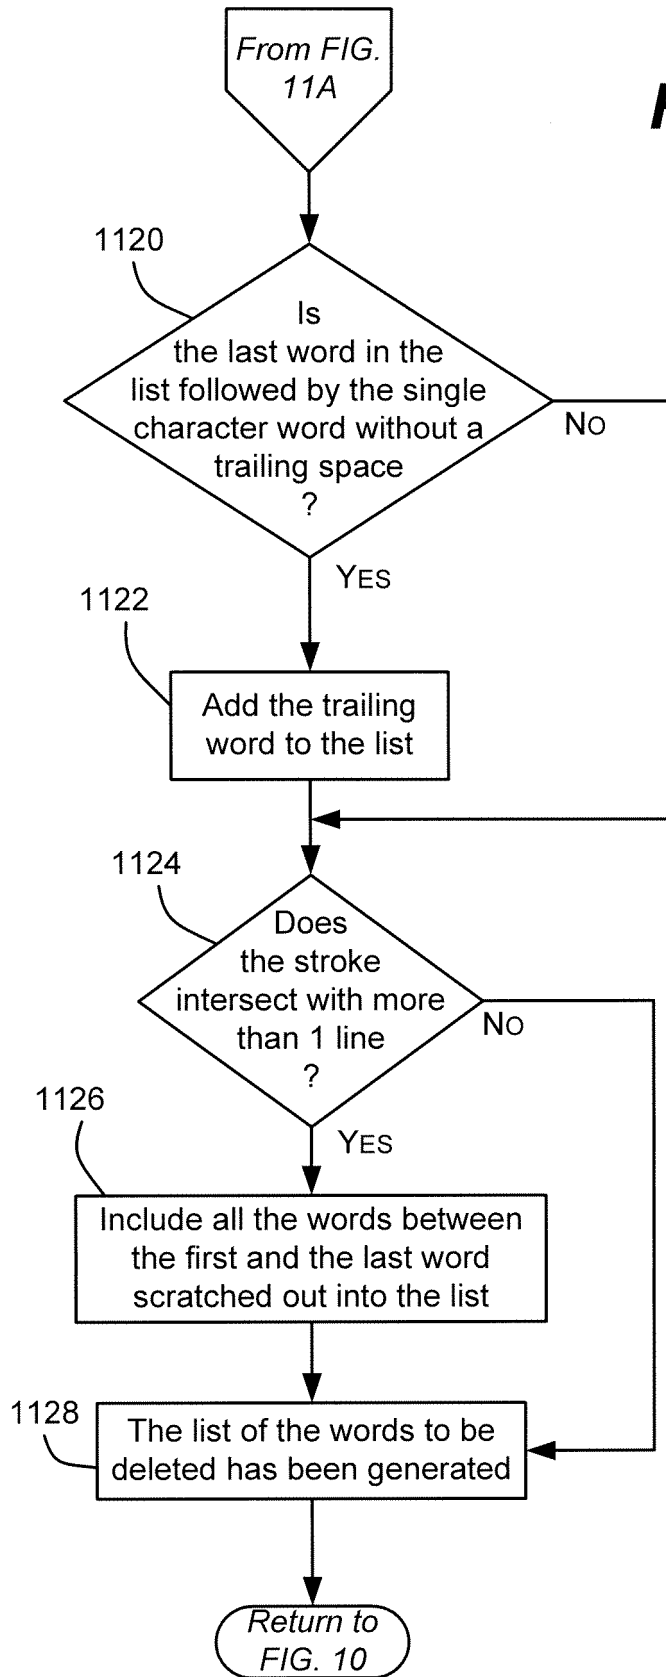 From FIG.
11A
1120
Is
the last word in the
list followed by the single
character word without a
trailing space
?
NO
YES
1122
Add the trailing
word to the list
1124
Does
the stroke
intersect with more
than 1 line
?
NO
YES
1126
Include all the words between
the first and the last word
scratched out into the list
1128
The list of the words to be
deleted has been generated
Return to
FIG. 10